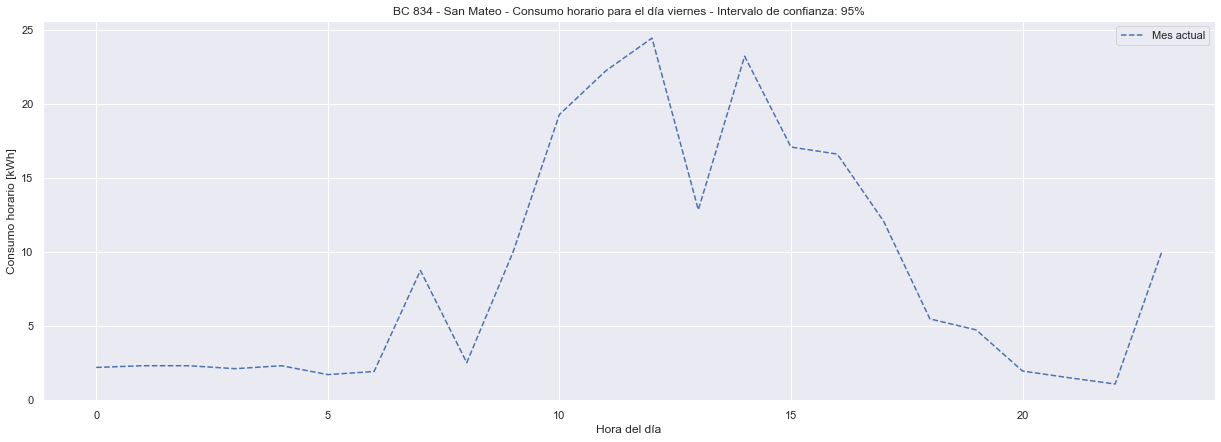 BC 834 - San Mateo - Consumo horario para el día viernes - Intervalo de confianza: 95%
Mes actual
Consumo horario [kWh]
25
20
15
10
5
0
0 5 10 15 20
Hora del día